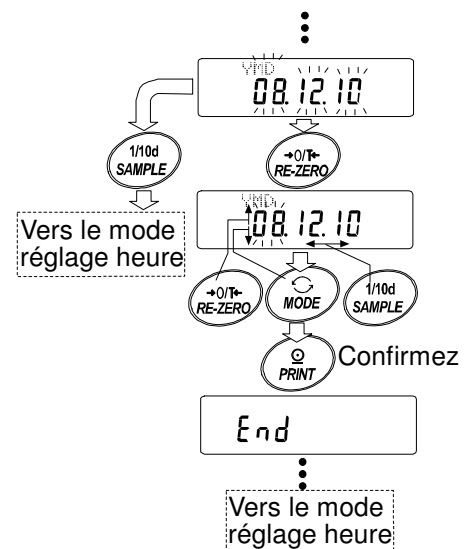 YMD
08.12.10
1/10d
SAMPLE
→0/T←
RE-ZERO
Vers le mode
réglage heure
YMD
08.12.10
→0/T←
RE-ZERO
MODE
1/10d
SAMPLE
PRINT
Confirmez
End
Vers le mode
réglage heure